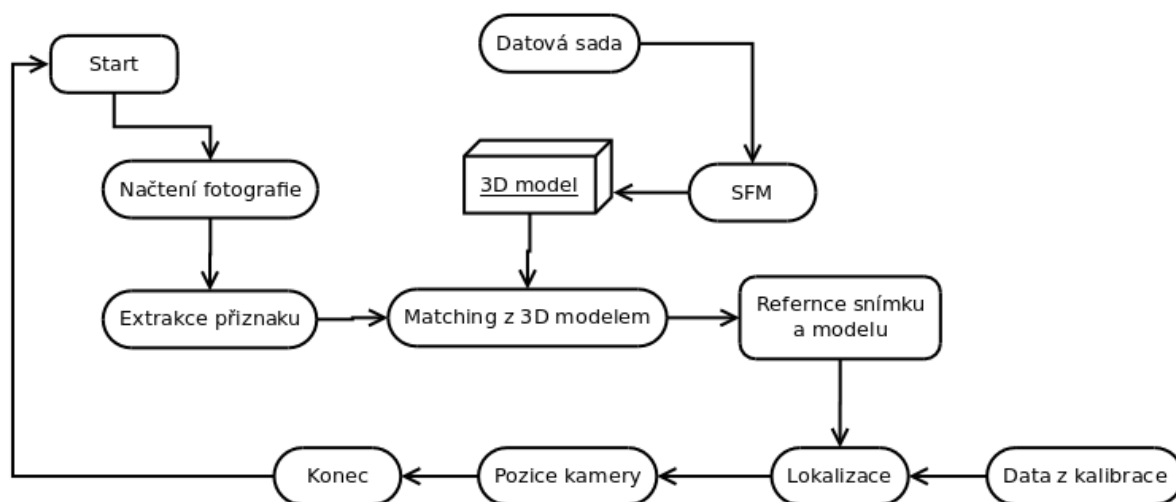 Datová sada
Start
3D model
Načtení fotografie
SFM
Extrakce přiznaku
Matching z 3D modelem
Refernce snímku
a modelu
Konec
Pozice kamery
Lokalizace
Data z kalibrace